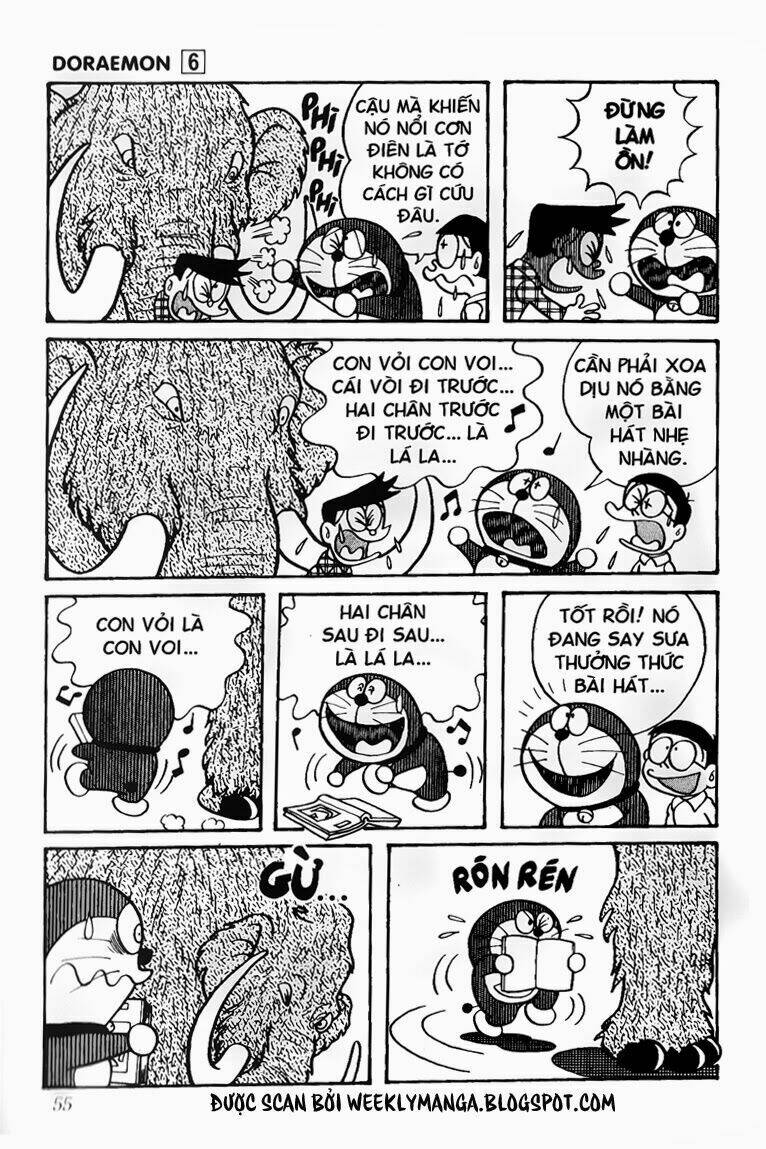 DORAEMON 6
PHÌ
PHÌ
PHÌ
CẬU MÀ KHIẾN
NÓ NỔI CƠN
ĐIÊN LÀ TỚ
KHÔNG CÓ
CÁCH GÌ CỨU
ĐÂU.
ĐỪNG
LÀM
ỒN!
CON VỎI CON VOI...
CÁI VÒI ĐI TRƯỚC...
HAI CHÂN TRƯỚC
ĐI TRƯỚC... LÀ
LÁ LA...
CẦN PHẢI XOA
DỊU NÓ BẰNG
MỘT BÀI
HÁT NHẸ
NHÀNG.
CON VỎI LÀ
CON VOI...
HAI CHÂN
SAU ĐI SAU...
LÀ LÁ LA...
TỐT RỒI! NÓ
ĐANG SAY SƯA
THƯỞNG THỨC
BÀI HÁT...
GỪ...
RÓN RÉN
55
ĐƯỢC SCAN BỞI WEEKLYMANGA.BLOGSPOT.COM